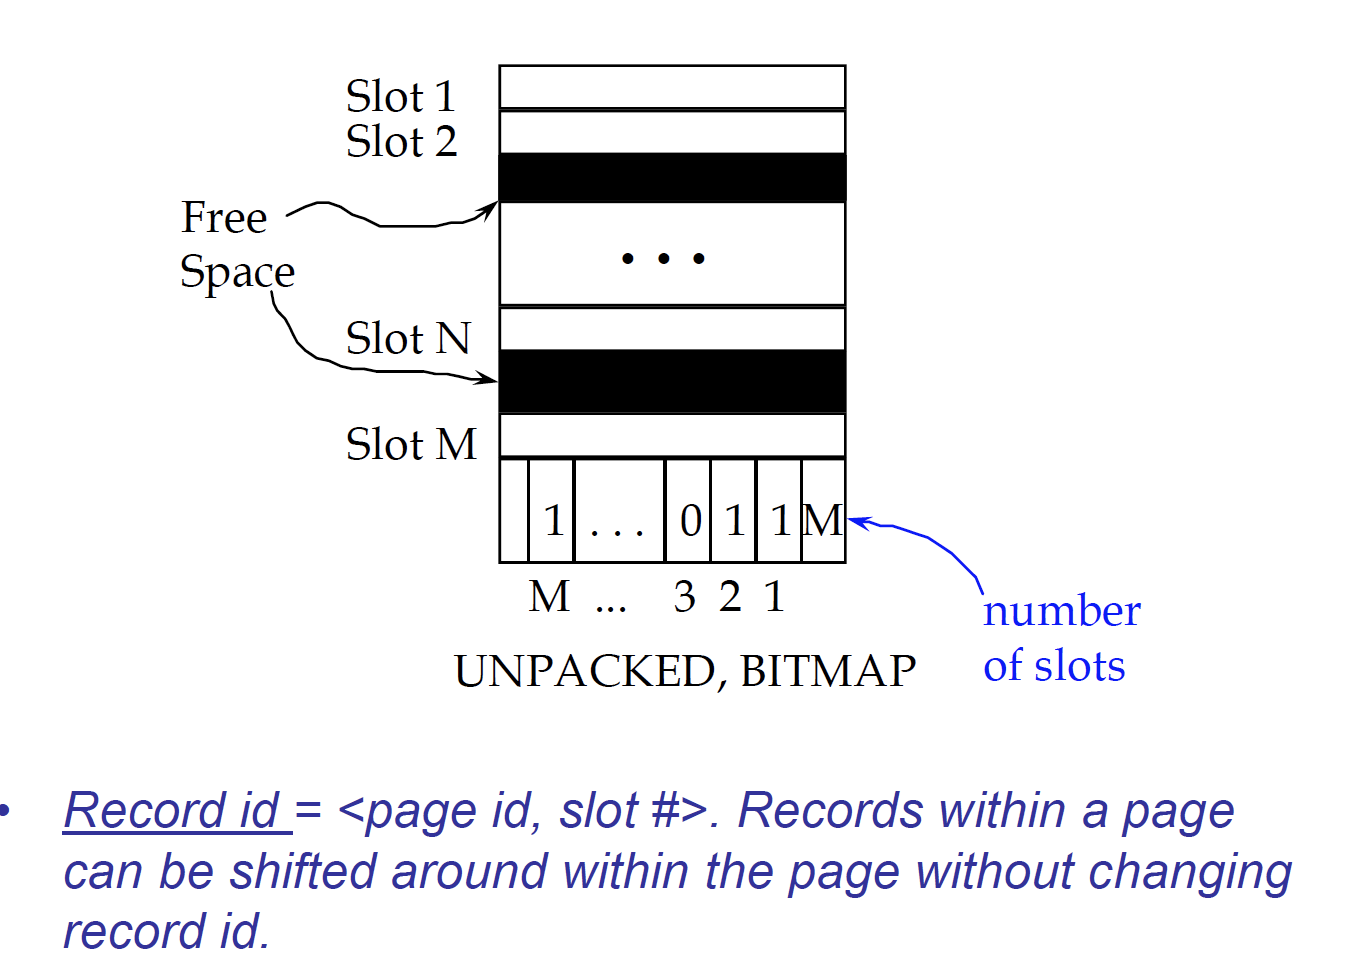 Slot 1
Slot 2
Free
Space
...
Slot N
Slot M
1 ... 0 1 1 M
M ... 3 2 1
number
of slots
UNPACKED, BITMAP
• Record id = <page id, slot #>. Records within a page
can be shifted around within the page without changing
record id.